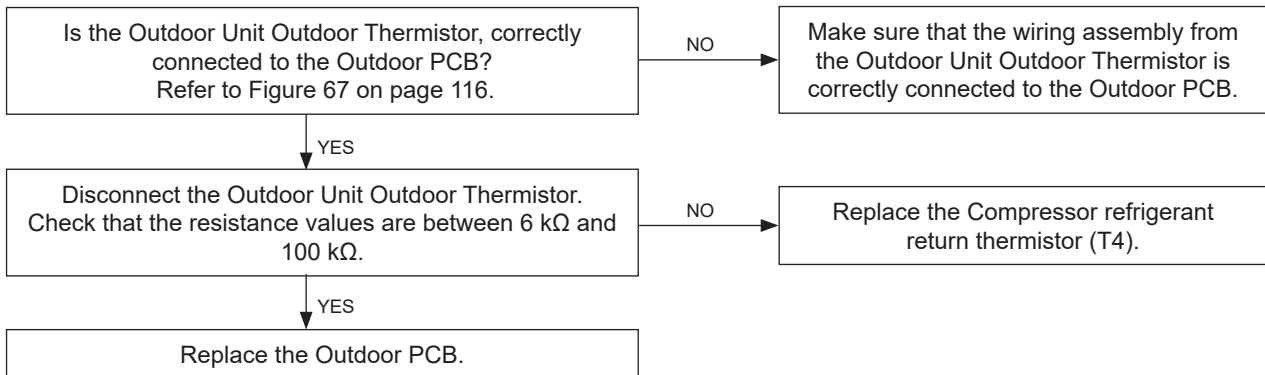 Is the Outdoor Unit Outdoor Thermistor, correctly
connected to the Outdoor PCB?
Refer to Figure 67 on page 116.
NO
Make sure that the wiring assembly from
the Outdoor Unit Outdoor Thermistor is
correctly connected to the Outdoor PCB.
YES
Disconnect the Outdoor Unit Outdoor Thermistor.
Check that the resistance values are between 6 kΩ and
100 kΩ.
NO
Replace the Compressor refrigerant
return thermistor (T4).
YES
Replace the Outdoor PCB.